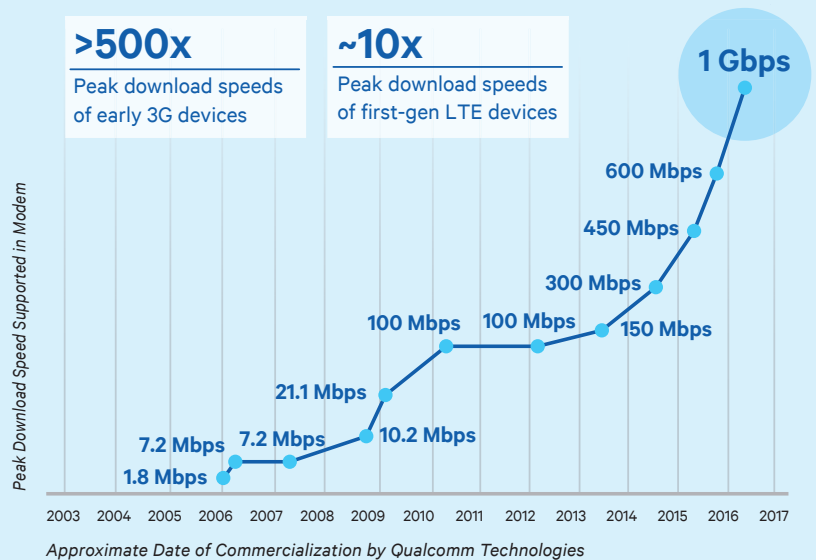 >500x
Peak download speeds
of early 3G devices
~10x
Peak download speeds
of first-gen LTE devices
1 Gbps
600 Mbps
450 Mbps
300 Mbps
100 Mbps
100 Mbps
150 Mbps
21.1 Mbps
10.2 Mbps
7.2 Mbps
7.2 Mbps
1.8 Mbps
Peak Download Speed Supported in Modem
2003 2004 2005 2006 2007 2008 2009 2010 2011 2012 2013 2014 2015 2016 2017
Approximate Date of Commercialization by Qualcomm Technologies